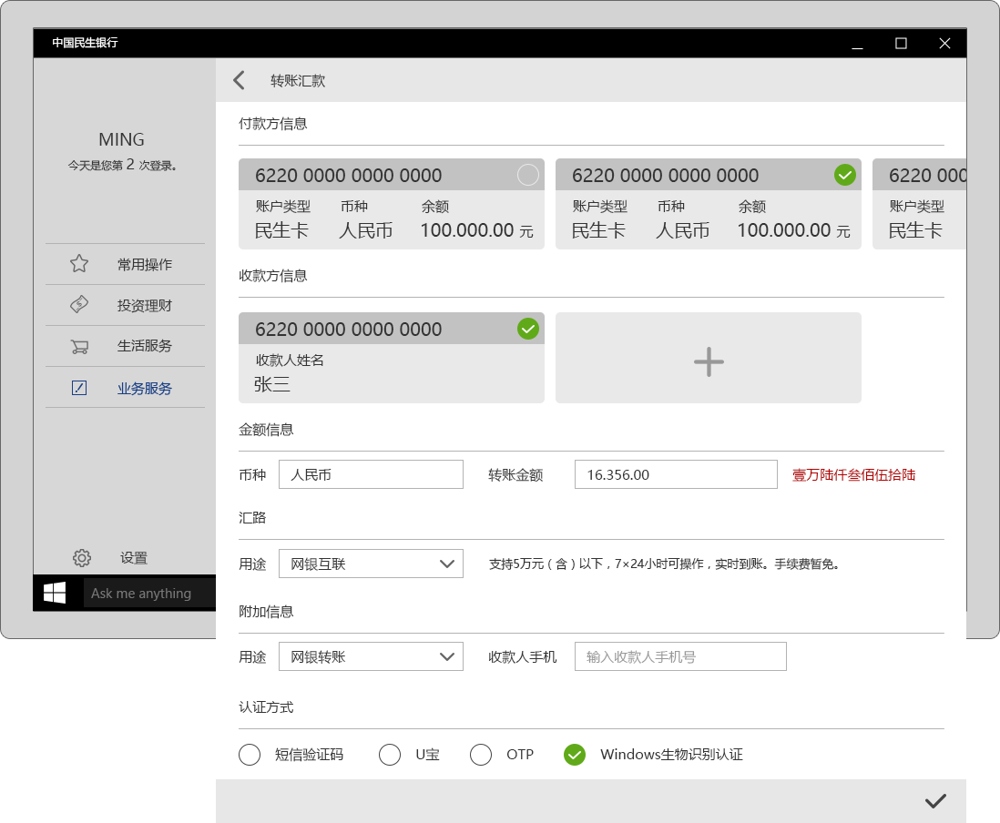 中国民生银行
转账汇款
MING
今天是您第 2 次登录。
常用操作
投资理财
生活服务
业务服务
设置
Ask me anything
付款方信息
6220 0000 0000 0000 6220 0000 0000 0000 6220 000
账户类型 币种 余额 账户类型 币种 余额 账户类型
民生卡 人民币 100.000.00 元 民生卡 人民币 100.000.00 元 民生卡
收款方信息
6220 0000 0000 0000
收款人姓名
张三
金额信息
币种 人民币 转账金额 16.356.00 壹万陆仟叁佰伍拾陆
汇路
用途 网银互联 支持5万元（含）以下，7×24小时可操作，实时到账。手续费暂免。
附加信息
用途 网银转账 收款人手机 输入收款人手机号
认证方式
短信验证码 U宝 OTP Windows生物识别认证